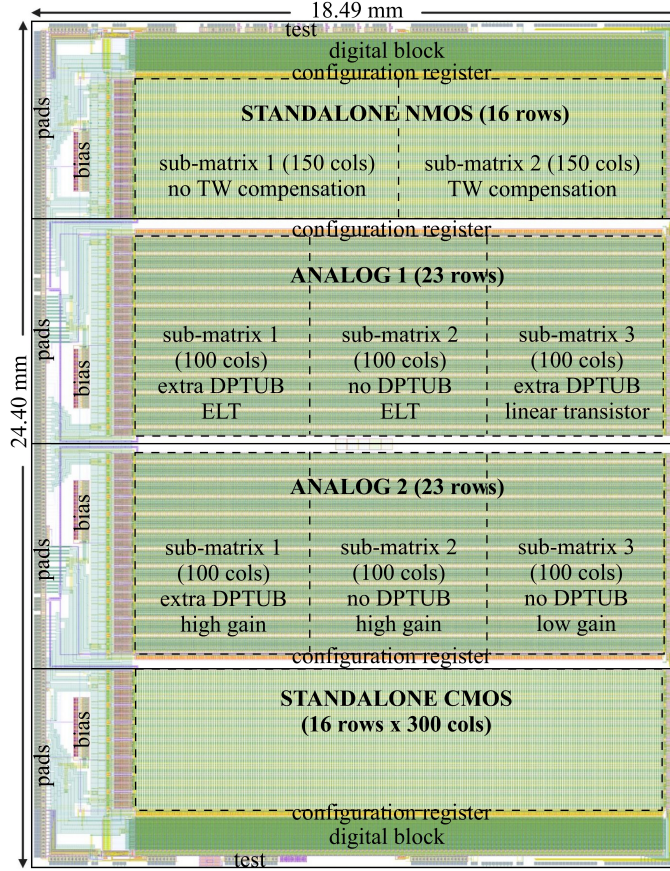 18.49 mm
test
digital block
configuration register
pads
STANDALONE NMOS (16 rows)
bias
sub-matrix 1 (150 cols)
no TW compensation
sub-matrix 2 (150 cols)
TW compensation
configuration register
ANALOG 1 (23 rows)
24.40 mm
pads
bias
sub-matrix 1
(100 cols)
extra DPTUB
ELT
sub-matrix 2
(100 cols)
no DPTUB
ELT
sub-matrix 3
(100 cols)
extra DPTUB
linear transistor
ANALOG 2 (23 rows)
bias
pads
sub-matrix 1
(100 cols)
extra DPTUB
high gain
sub-matrix 2
(100 cols)
no DPTUB
high gain
sub-matrix 3
(100 cols)
no DPTUB
low gain
configuration register
STANDALONE CMOS
(16 rows x 300 cols)
bias
pads
configuration register
digital block
test